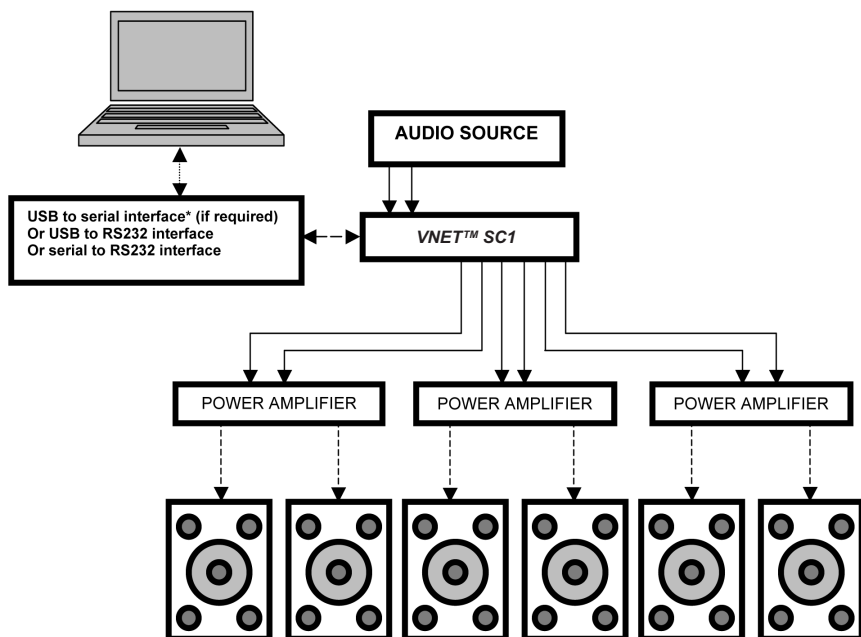 AUDIO SOURCE
USB to serial interface* (if required)
Or USB to RS232 interface
Or serial to RS232 interface
VNET™ SC1
POWER AMPLIFIER
POWER AMPLIFIER
POWER AMPLIFIER